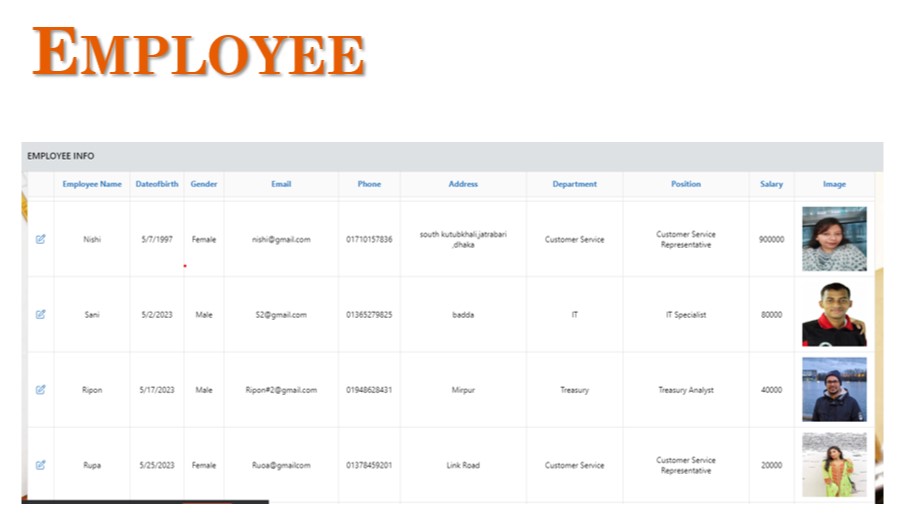 EMPLOYEE
EMPLOYEE INFO
Employee Name Dateofbirth Gender Email Phone Address Department Position Salary Image
Nishi 5/7/1997 Female nishi@gmail.com 01710157836 south kutubkhali,jatrabari ,dhaka Customer Service Customer Service Representative 900000
Sani 5/2/2023 Male S2@gmail.com 01365279825 badda IT IT Specialist 80000
Ripon 5/17/2023 Male Ripon#2@gmail.com 01948628431 Mirpur Treasury Treasury Analyst 40000
Rupa 5/25/2023 Female Ruoa@gmailcom 01378459201 Link Road Customer Service Customer Service Representative 20000